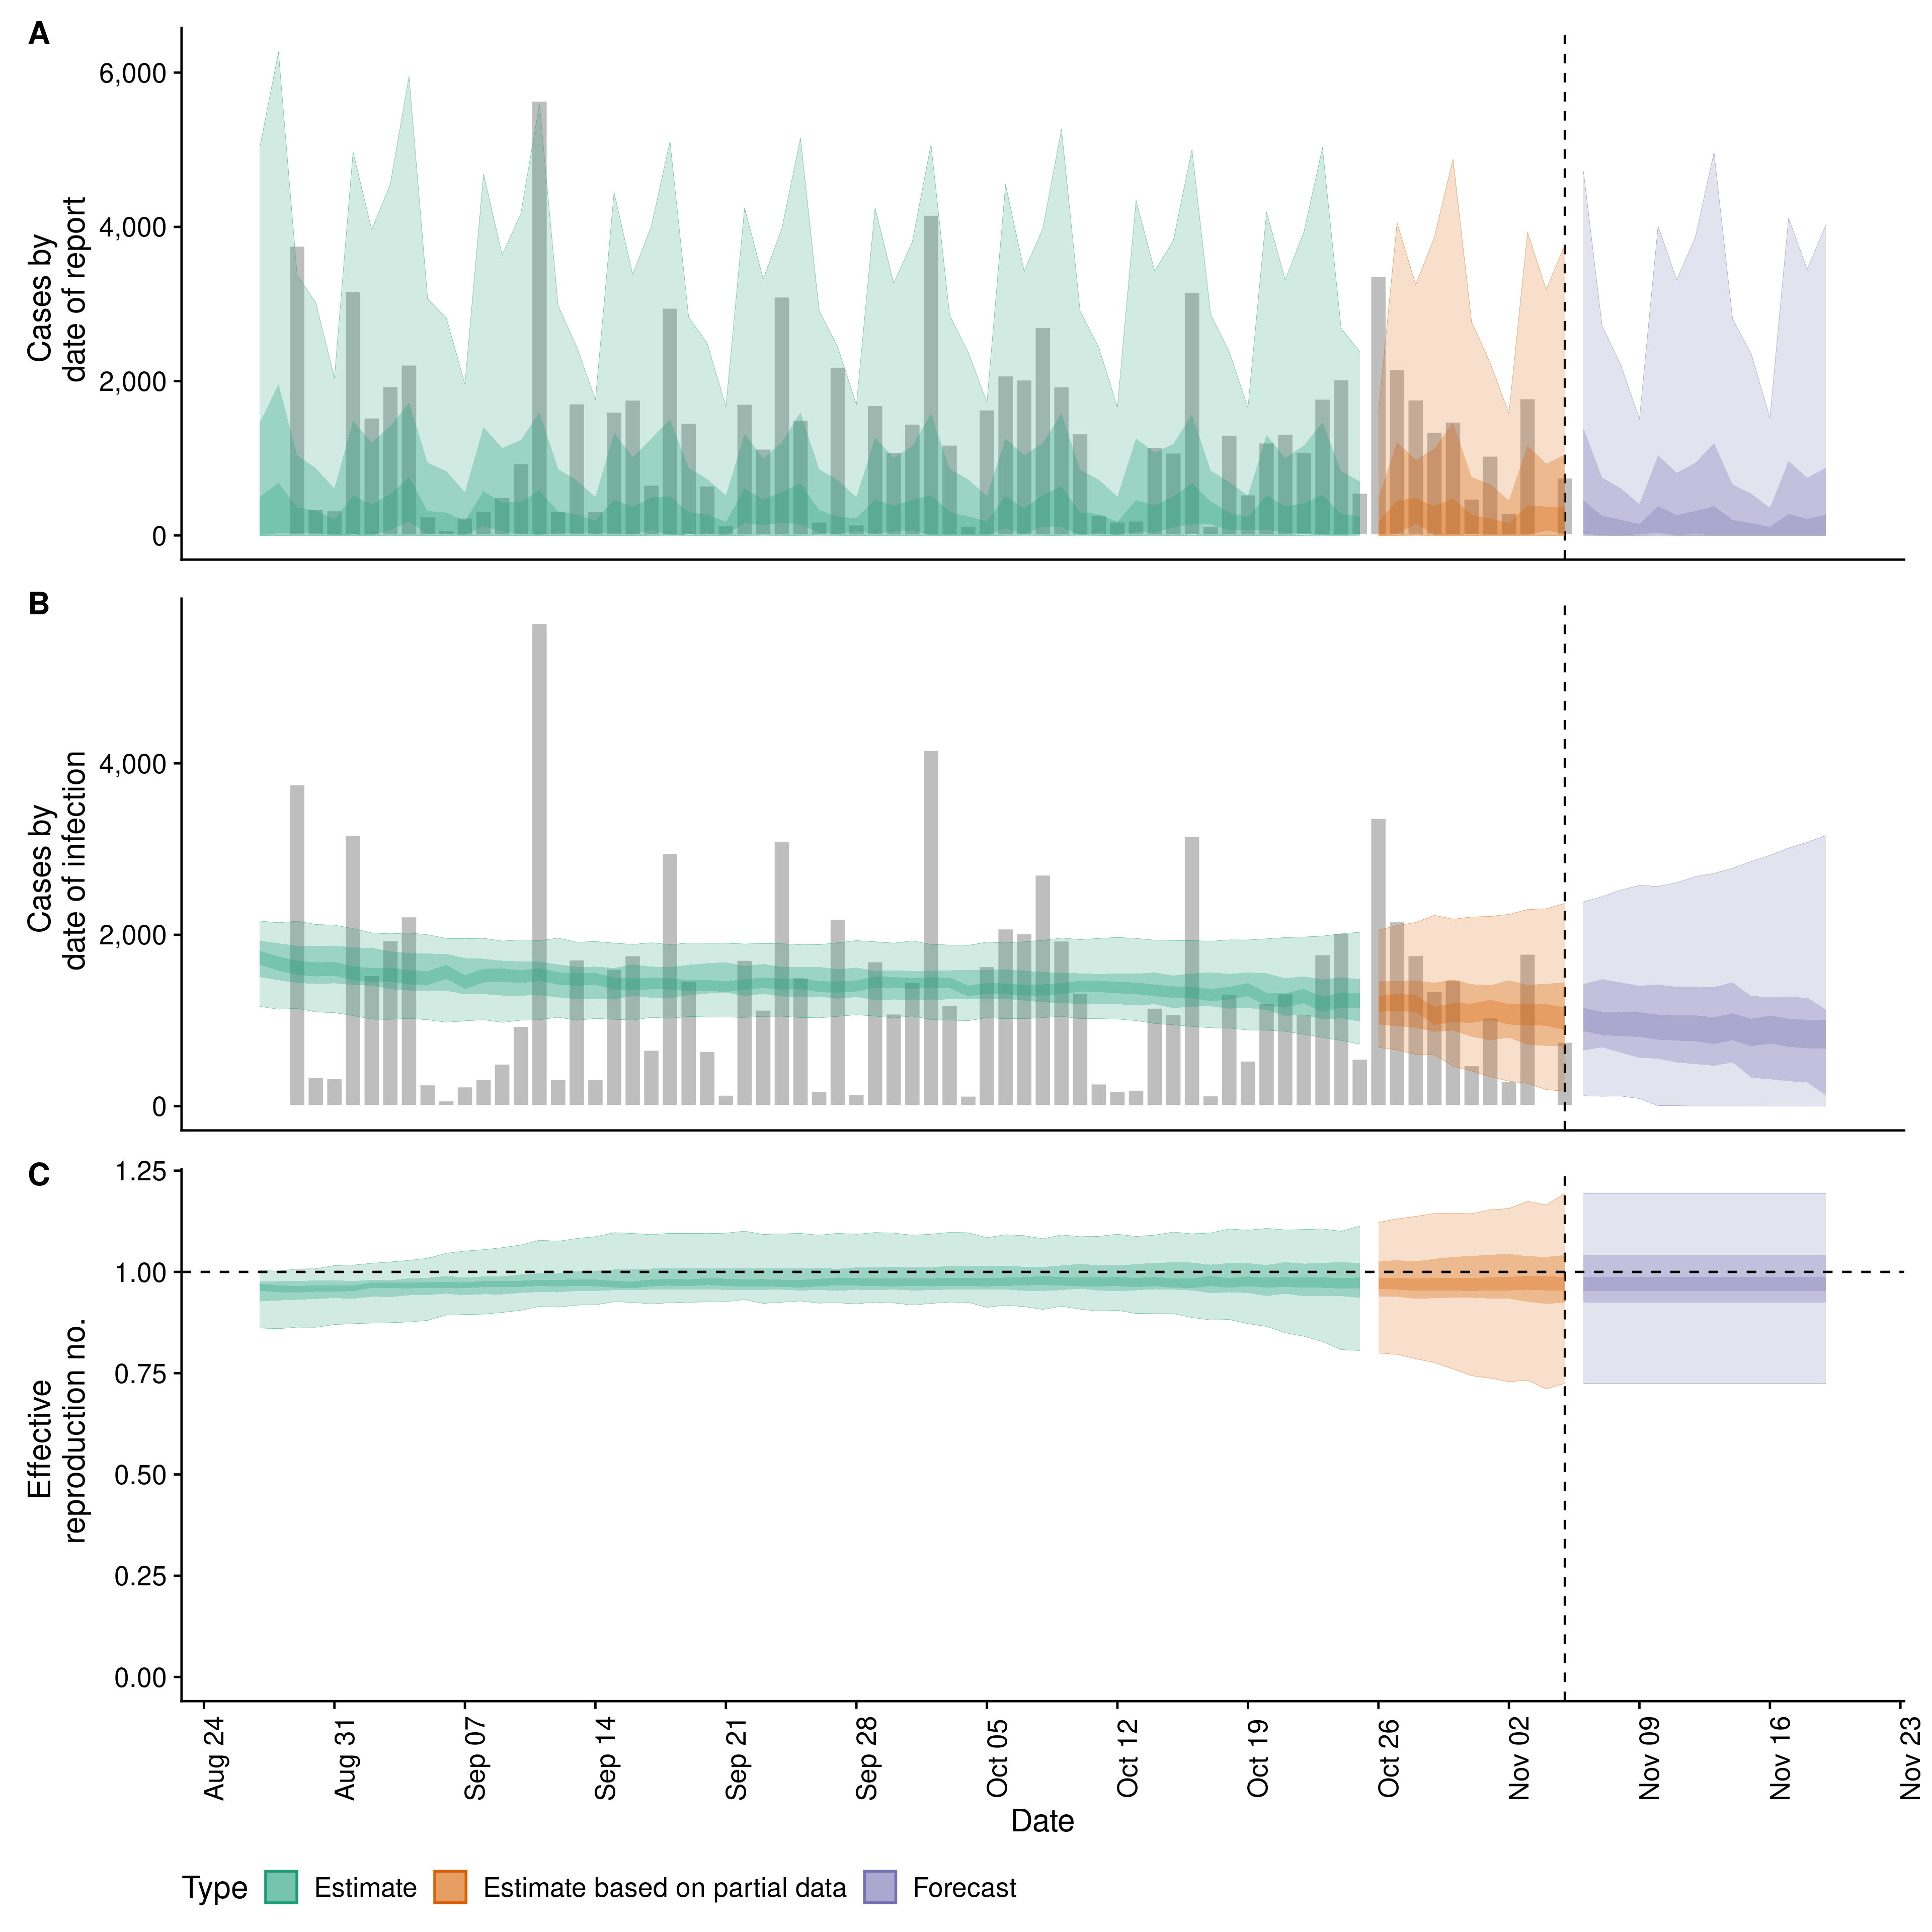 A
Cases by
date of report
6,000
4,000
2,000
0
B
Cases by
date of infection
4,000
2,000
0
C
Effective
reproduction no.
1.25
1.00
0.75
0.50
0.25
0.00
Aug 24
Aug 31
Sep 07
Sep 14
Sep 21
Sep 28
Oct 05
Oct 12
Oct 19
Oct 26
Nov 02
Nov 09
Nov 16
Nov 23
Date
Type Estimate Estimate based on partial data Forecast